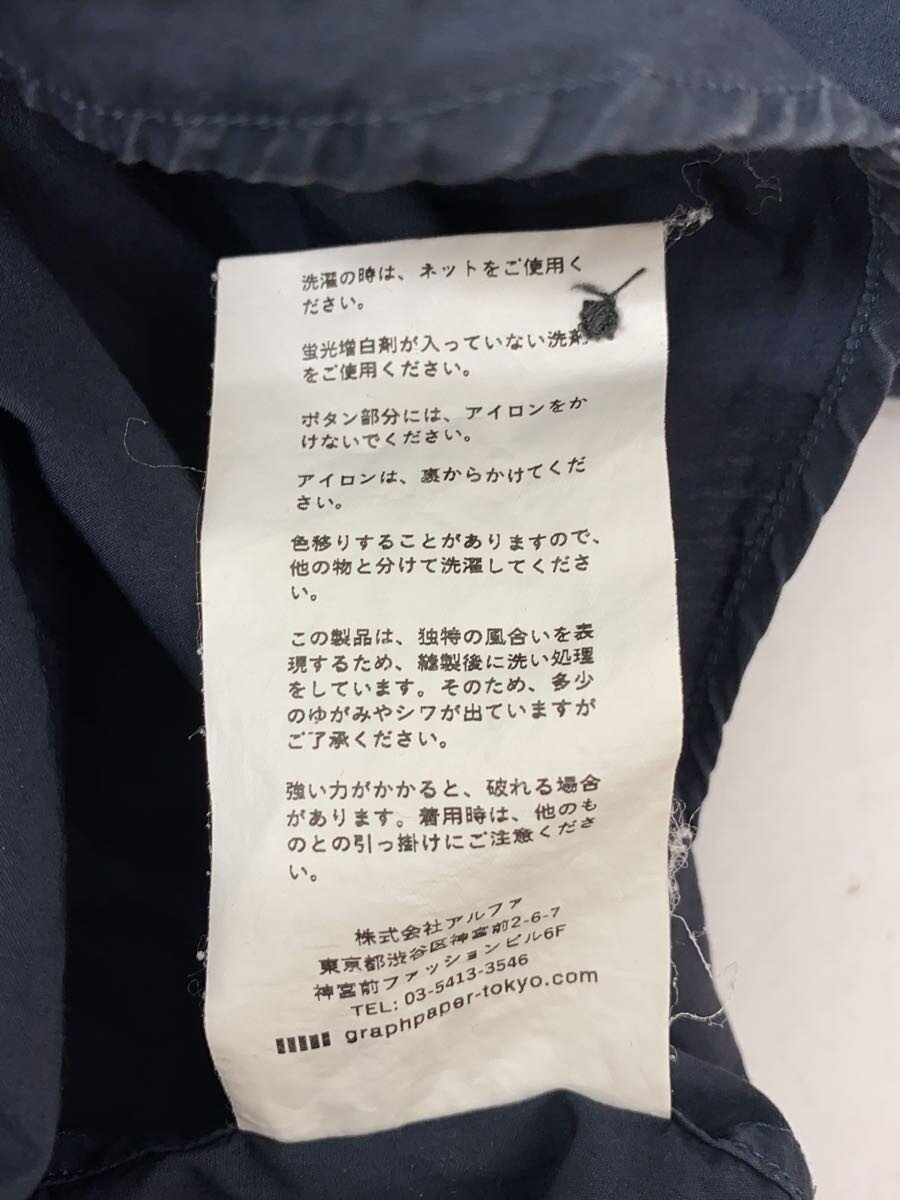 洗濯の時は、ネットをご使用く
ださい。
蛍光増白剤が入っていない洗剤
をご使用ください。
ボタン部分には、アイロンをか
けないでください。
アイロンは、裏からかけてくだ
さい。
色移りすることがありますので、
他の物と分けて洗濯してくださ
い。
この製品は、独特の風合いを表
現するため、縫製後に洗い処理
をしています。そのため、多少
のゆがみやシワが出ていますが
ご了承ください。
強い力がかかると、破れる場合
があります。着用時は、他のも
のとの引っ掛けにご注意くださ
い。
株式会社アルファ
東京都渋谷区神宮前2-6-7
神宮前ファッションビル6F
TEL: 03-5413-3546
graphpaper-tokyo.com